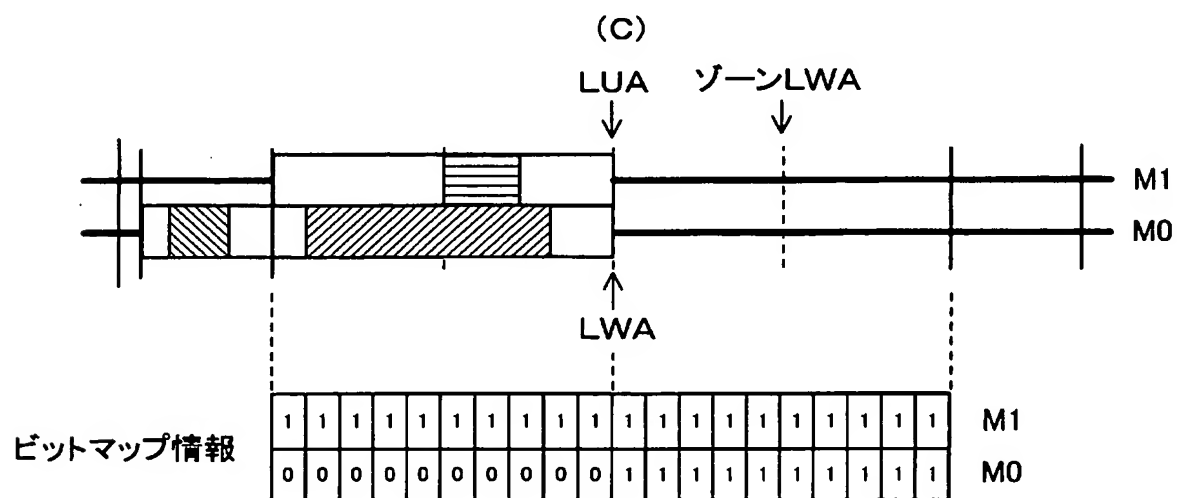 (C)
LUA ゾーンLWA
M1
M0
LWA
1 1 1 1 1 1 1 1 1 1 1 1 1 1 1 1 1 1 1 1 M1
ビットマップ情報
0 0 0 0 0 0 0 0 0 0 1 1 1 1 1 1 1 1 1 1 M0